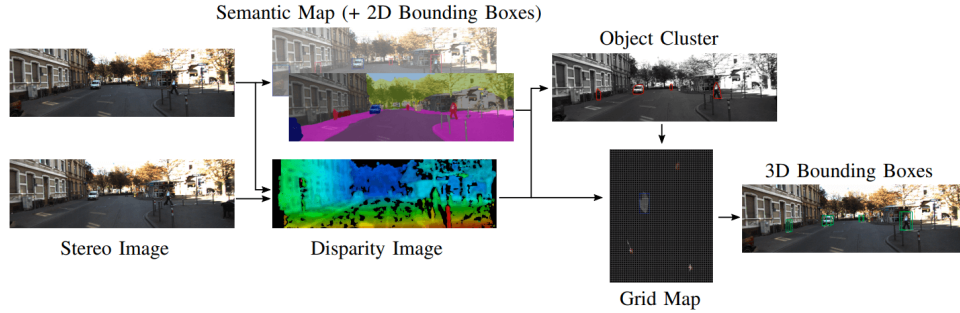 Semantic Map (+ 2D Bounding Boxes)
Object Cluster
3D Bounding Boxes
Stereo Image
Disparity Image
Grid Map